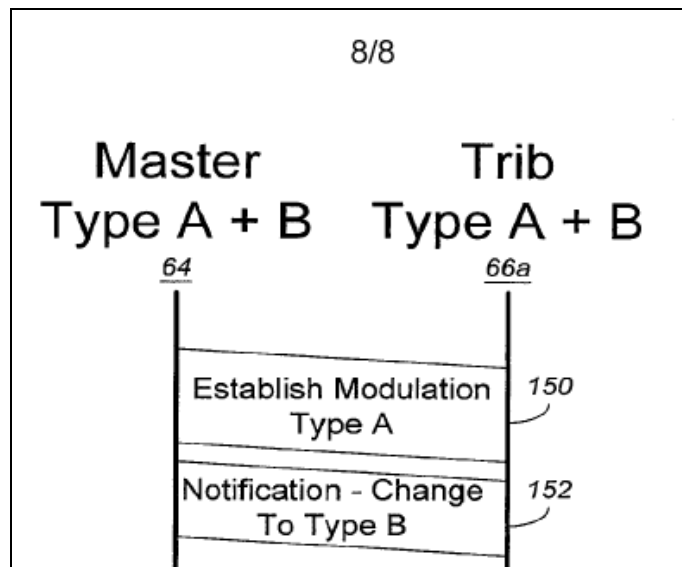 8/8
Master Trib
Type A + B Type A + B
64 66a
Establish Modulation
Type A
150
Notification - Change
To Type B
152